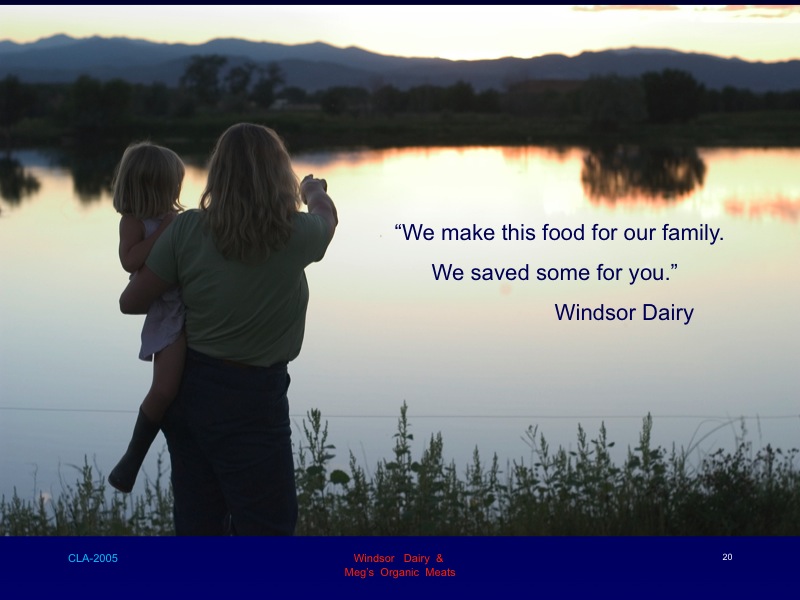 “We make this food for our family.
We saved some for you.”
Windsor Dairy
CLA-2005
Windsor Dairy &
Meg’s Organic Meats
20